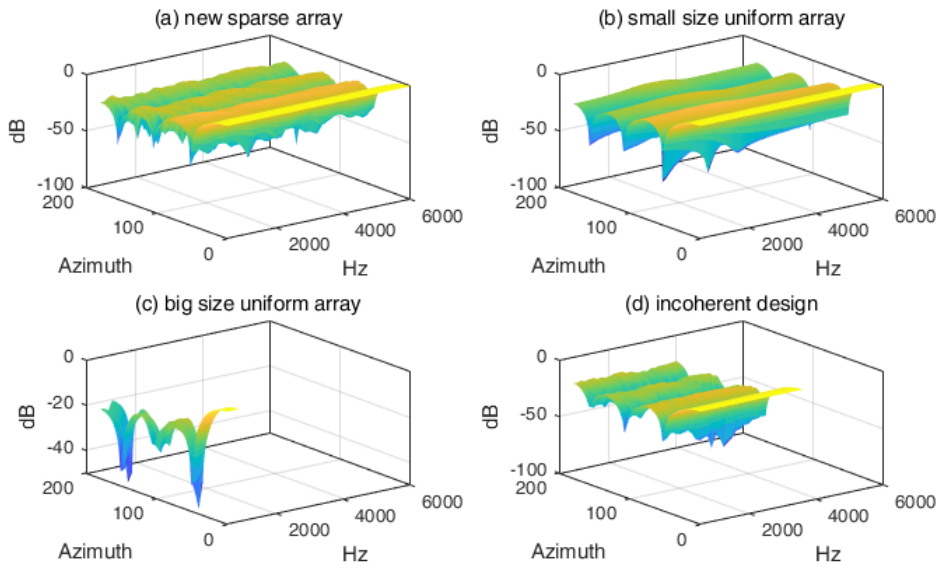 (a) new sparse array
0
-50
-100
dB
200
100
0
Azimuth
2000
4000
6000
Hz
(b) small size uniform array
0
-50
-100
dB
200
100
0
Azimuth
2000
4000
6000
Hz
(c) big size uniform array
0
-20
-40
dB
200
100
0
Azimuth
2000
4000
6000
Hz
(d) incoherent design
0
-50
-100
dB
200
100
0
Azimuth
2000
4000
6000
Hz